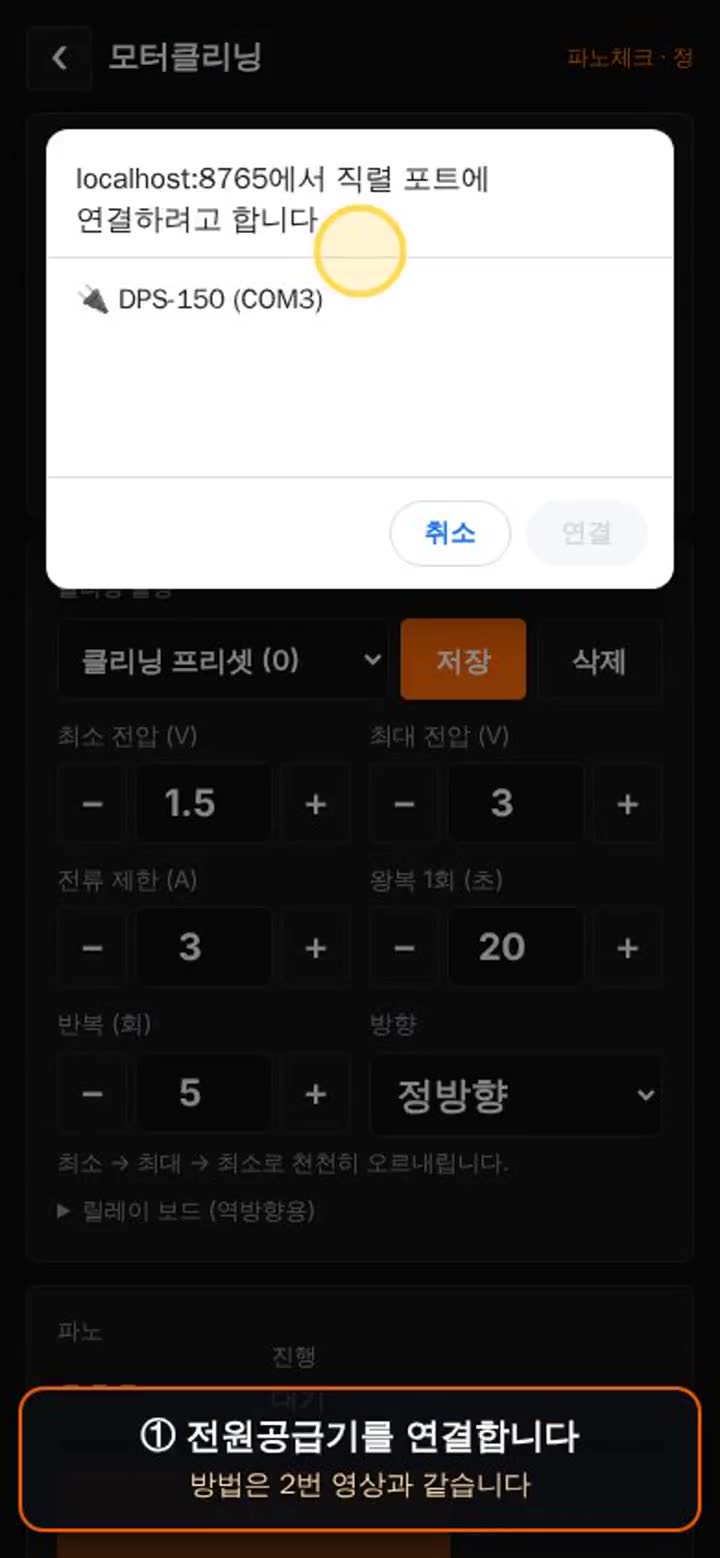 모터클리닝
파노체크 · 정
localhost:8765에서 직렬 포트에
연결하려고 합니다
DPS-150 (COM3)
취소
연결
클리닝 프리셋 (0)
저장
삭제
최소 전압 (V)
최대 전압 (V)
− 1.5 +
− 3 +
전류 제한 (A)
왕복 1회 (초)
− 3 +
− 20 +
반복 (회)
방향
− 5 +
정방향
최소 → 최대 → 최소로 천천히 오르내립니다.
▶ 릴레이 보드 (역방향용)
파노
진행
대기
① 전원공급기를 연결합니다
방법은 2번 영상과 같습니다